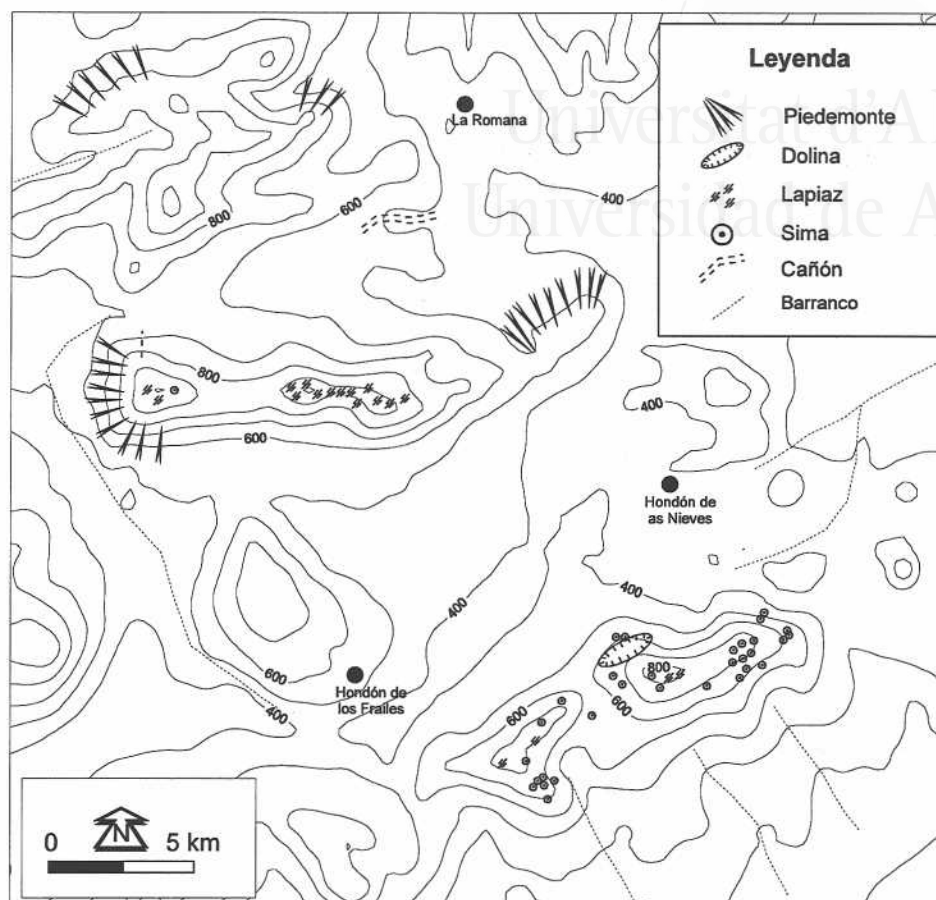 Leyenda
Piedemonte
Dolina
Lapiaz
Sima
Cañón
Barranco
Universitat d'A
Universidad de A
La Romana
800
600
400
800
600
400
Hondón de
as Nieves
400
400
600
Hondón de
los Frailes
400
800
600
600
N
0 5 km